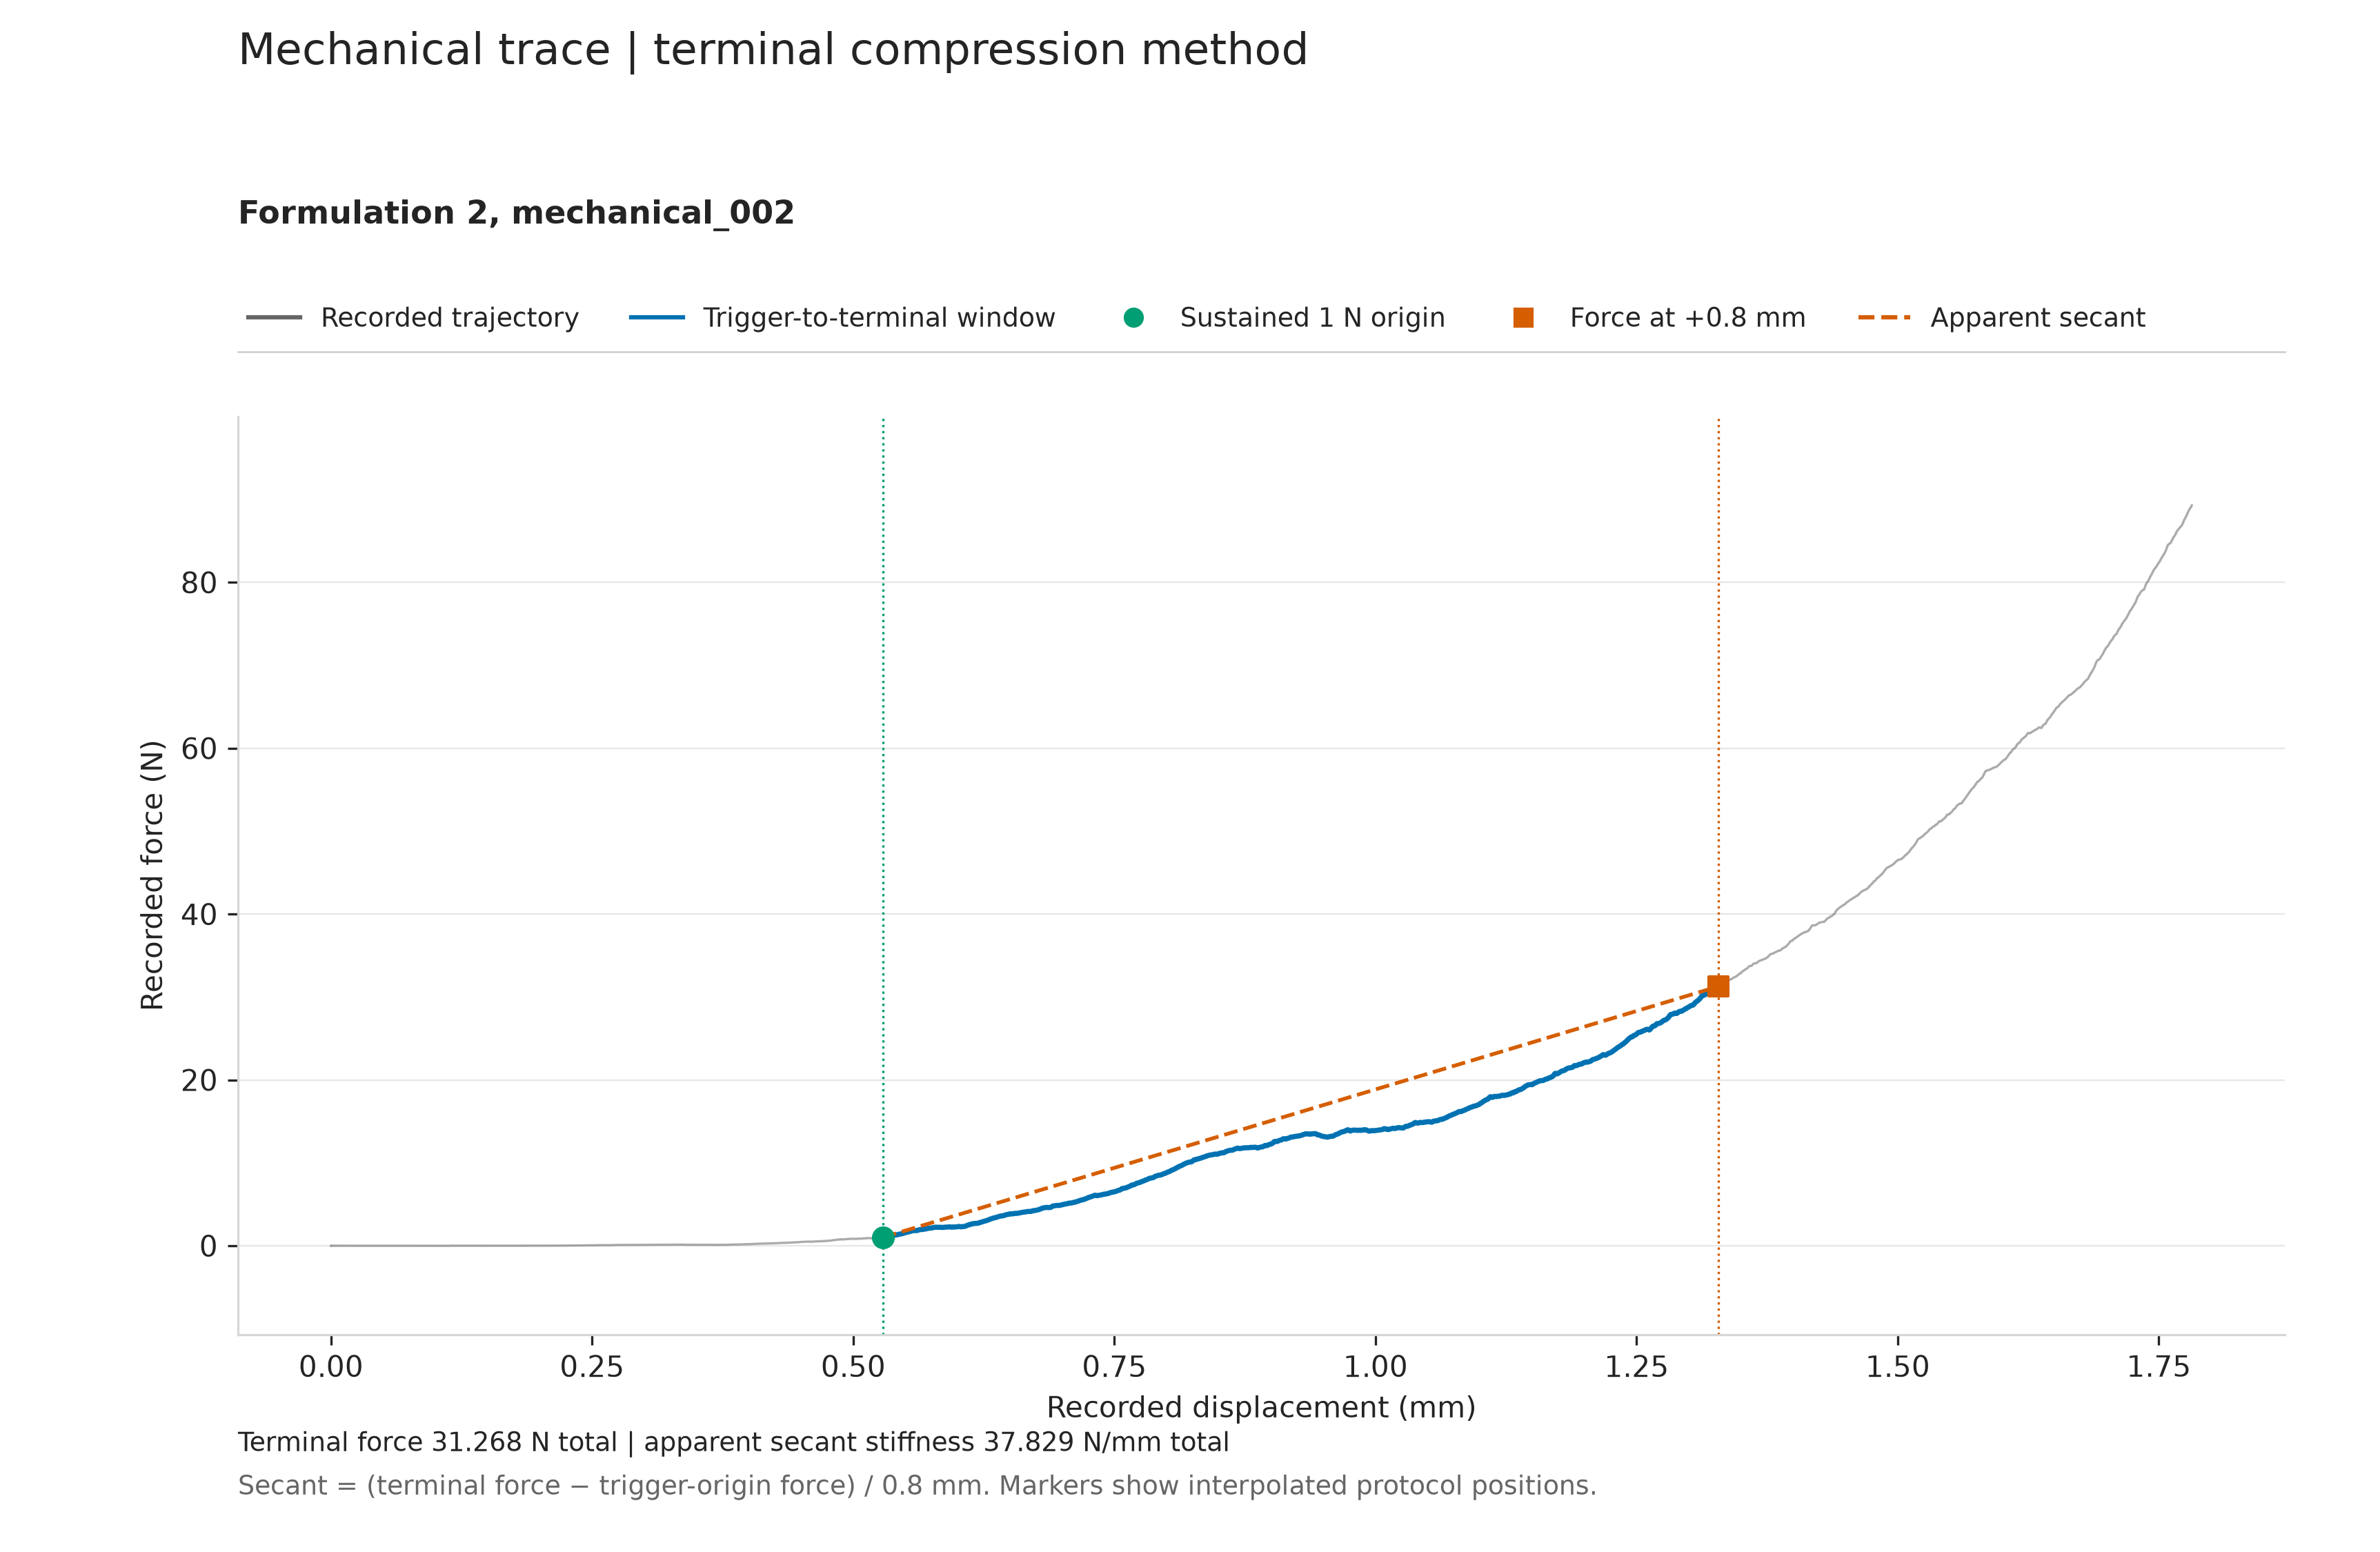 Mechanical trace | terminal compression method
Formulation 2, mechanical_002
Recorded trajectory
Trigger-to-terminal window
Sustained 1 N origin
Force at +0.8 mm
Apparent secant
Recorded force (N)
80
60
40
20
0
0.00 0.25 0.50 0.75 1.00 1.25 1.50 1.75
Recorded displacement (mm)
Terminal force 31.268 N total | apparent secant stiffness 37.829 N/mm total
Secant = (terminal force − trigger-origin force) / 0.8 mm. Markers show interpolated protocol positions.